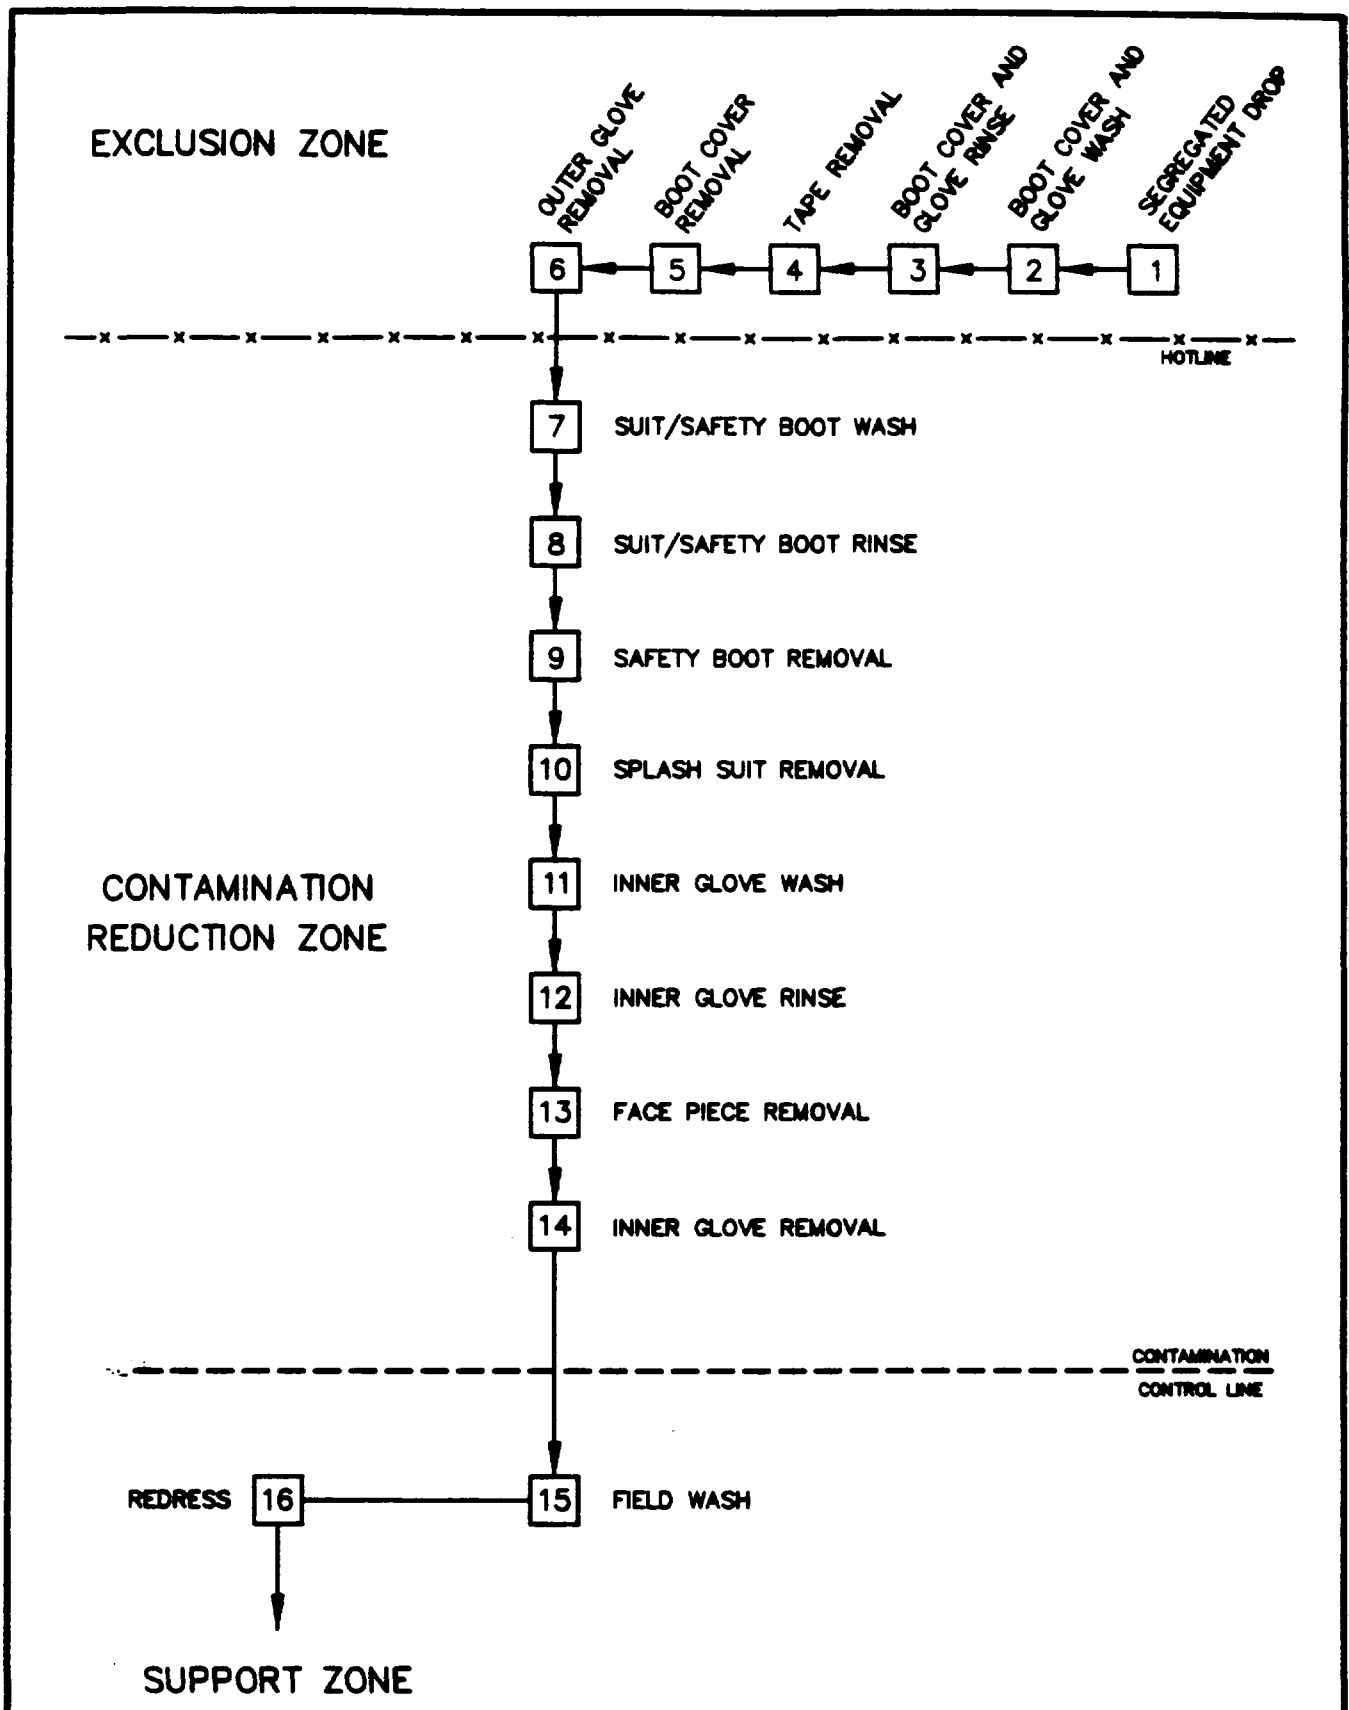 EXCLUSION ZONE
OUTER GLOVE
REMOVAL
BOOT COVER
REMOVAL
TAPE REMOVAL
BOOT COVER AND
GLOVE RINSE
BOOT COVER AND
GLOVE WASH
SEGREGATED
EQUIPMENT DROP
6 5 4 3 2 1
HOTLINE
7 SUIT/SAFETY BOOT WASH
8 SUIT/SAFETY BOOT RINSE
9 SAFETY BOOT REMOVAL
10 SPLASH SUIT REMOVAL
CONTAMINATION
REDUCTION ZONE
11 INNER GLOVE WASH
12 INNER GLOVE RINSE
13 FACE PIECE REMOVAL
14 INNER GLOVE REMOVAL
CONTAMINATION
CONTROL LINE
REDRESS 16 15 FIELD WASH
SUPPORT ZONE